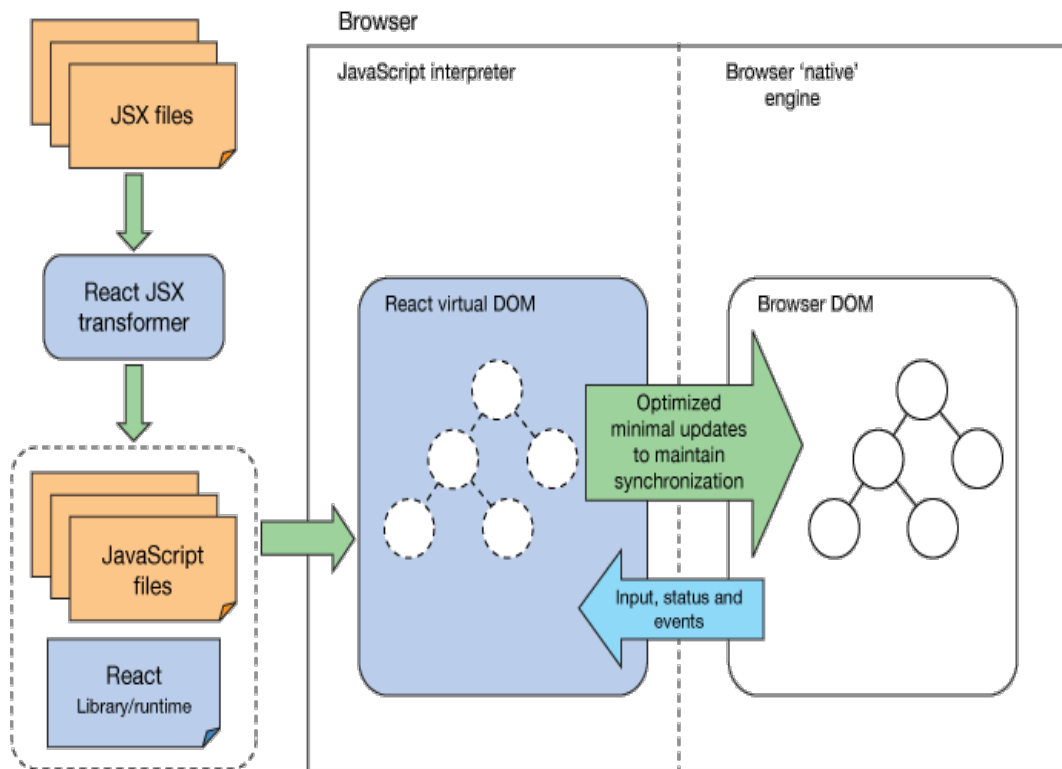 Browser
JSX files
JavaScript interpreter
Browser ‘native’
engine
React JSX
transformer
React virtual DOM
Browser DOM
Optimized
minimal updates
to maintain
synchronization
JavaScript
files
Input, status and
events
React
Library/runtime